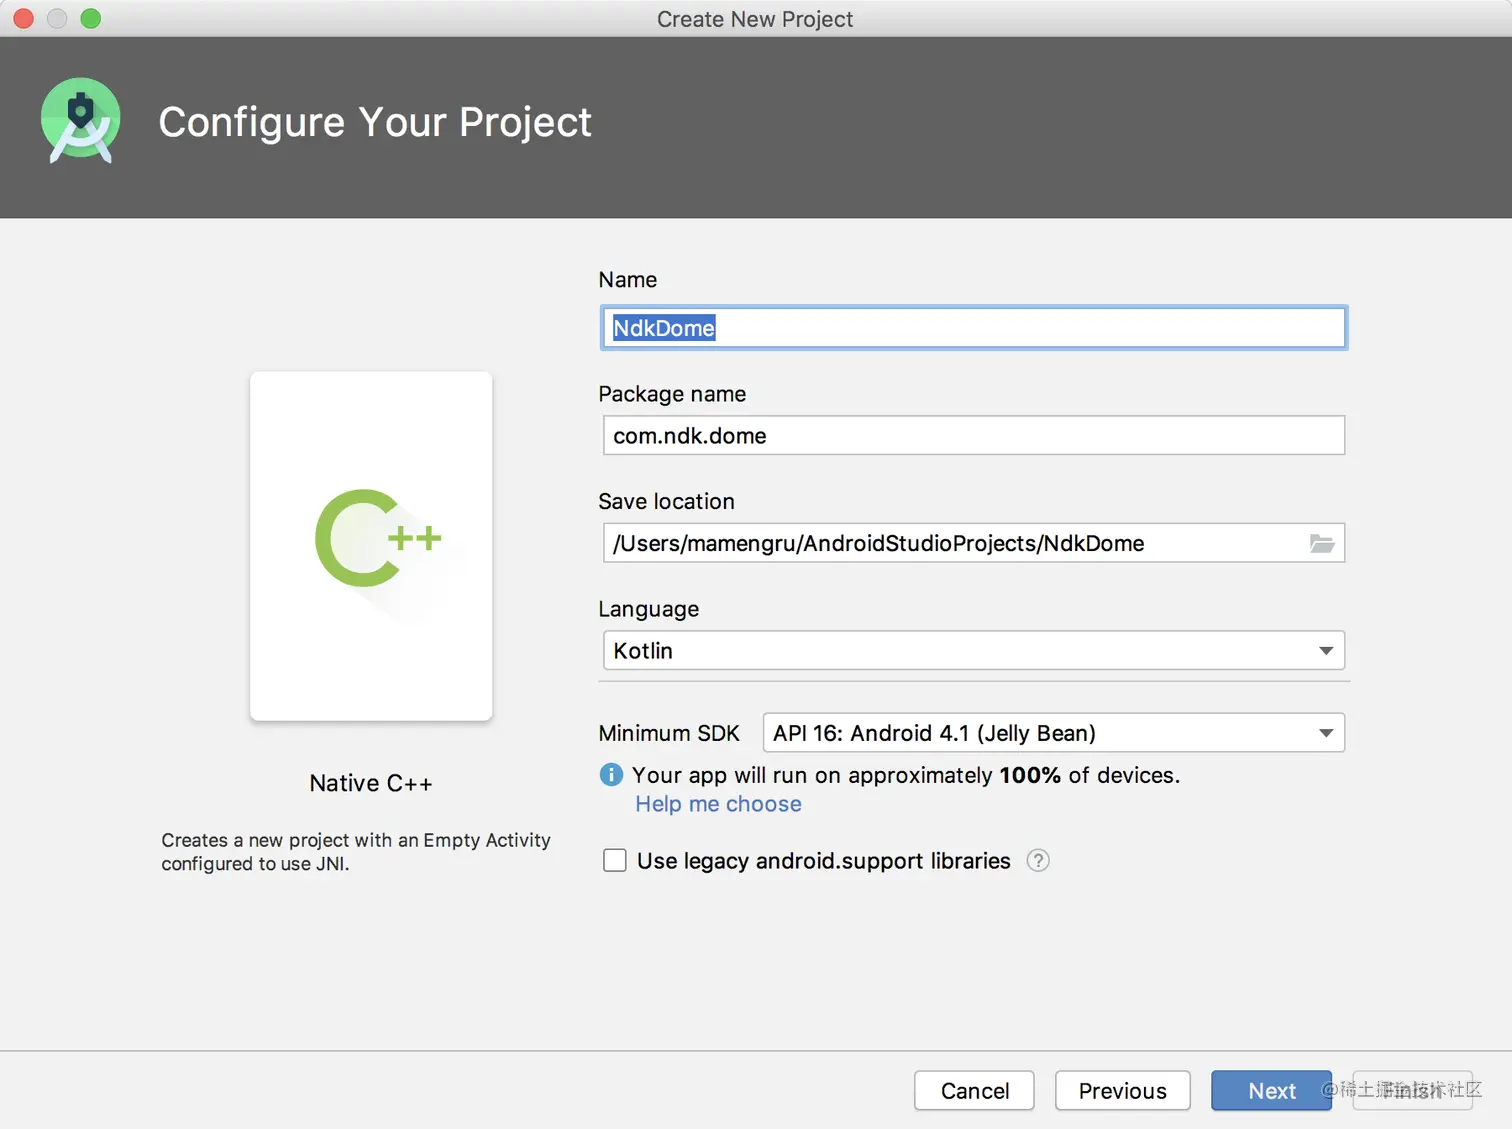 Create New Project
Configure Your Project
Name
NdkDome
Package name
com.ndk.dome
Save location
/Users/mamengru/AndroidStudioProjects/NdkDome
Language
Kotlin
Minimum SDK API 16: Android 4.1 (Jelly Bean)
Your app will run on approximately 100% of devices.
Help me choose
Use legacy android.support libraries ?
C++
Native C++
Creates a new project with an Empty Activity
configured to use JNI.
Cancel Previous Next Finish
@稀土掘金技术社区